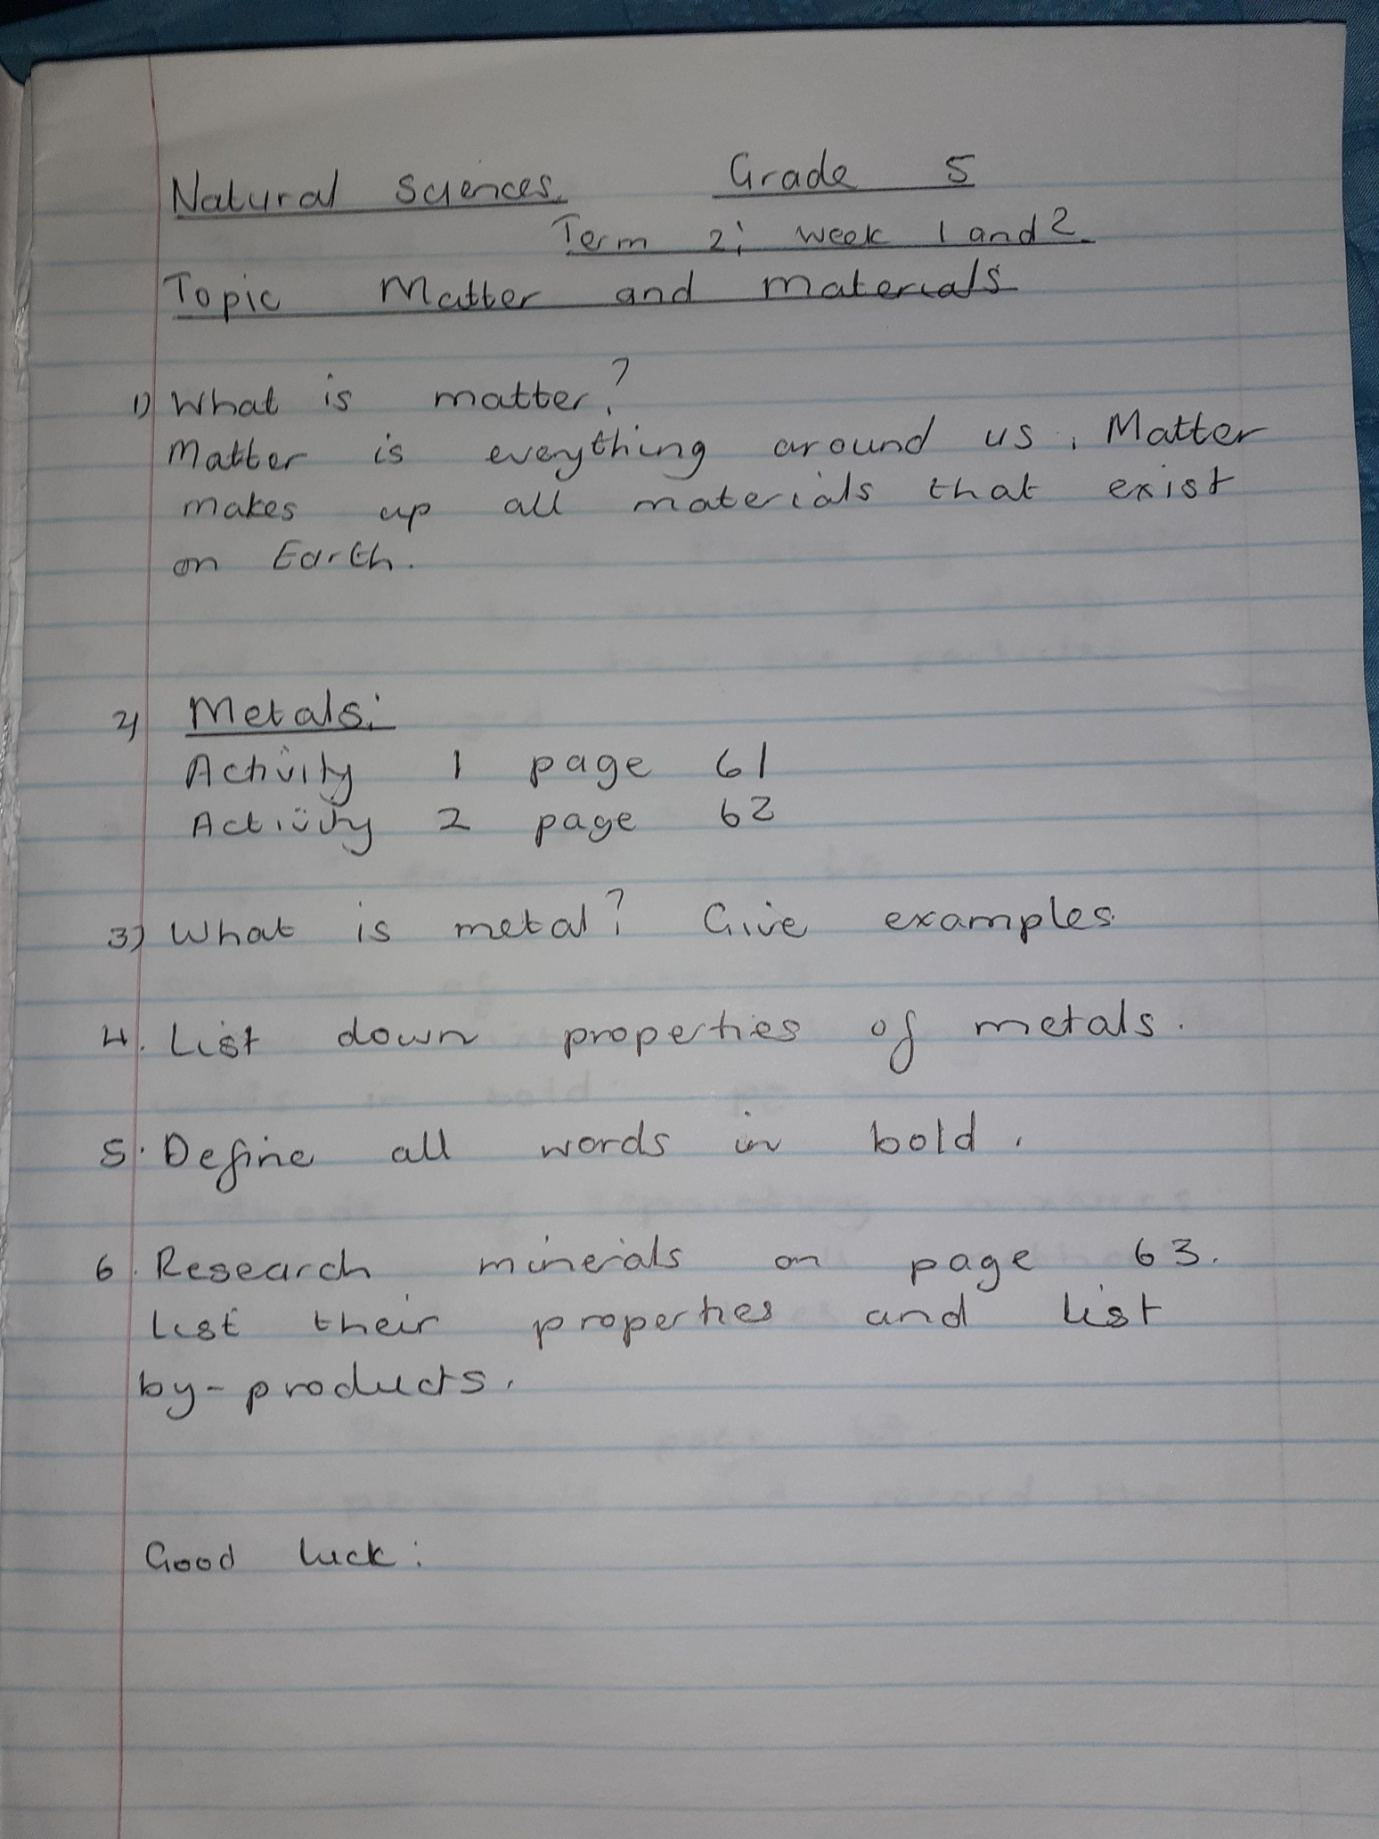 Natural Sciences. Grade 5
Term 2; week 1 and 2.
Topic Matter and materials
1) What is matter?
Matter is everything around us. Matter
makes up all materials that exist
on Earth.
2) Metals:
Activity 1 page 61
Activity 2 page 62
3) What is metal? Give examples.
4. List down properties of metals.
5. Define all words in bold.
6. Research minerals on page 63.
List their properties and list
by-products.
Good luck: